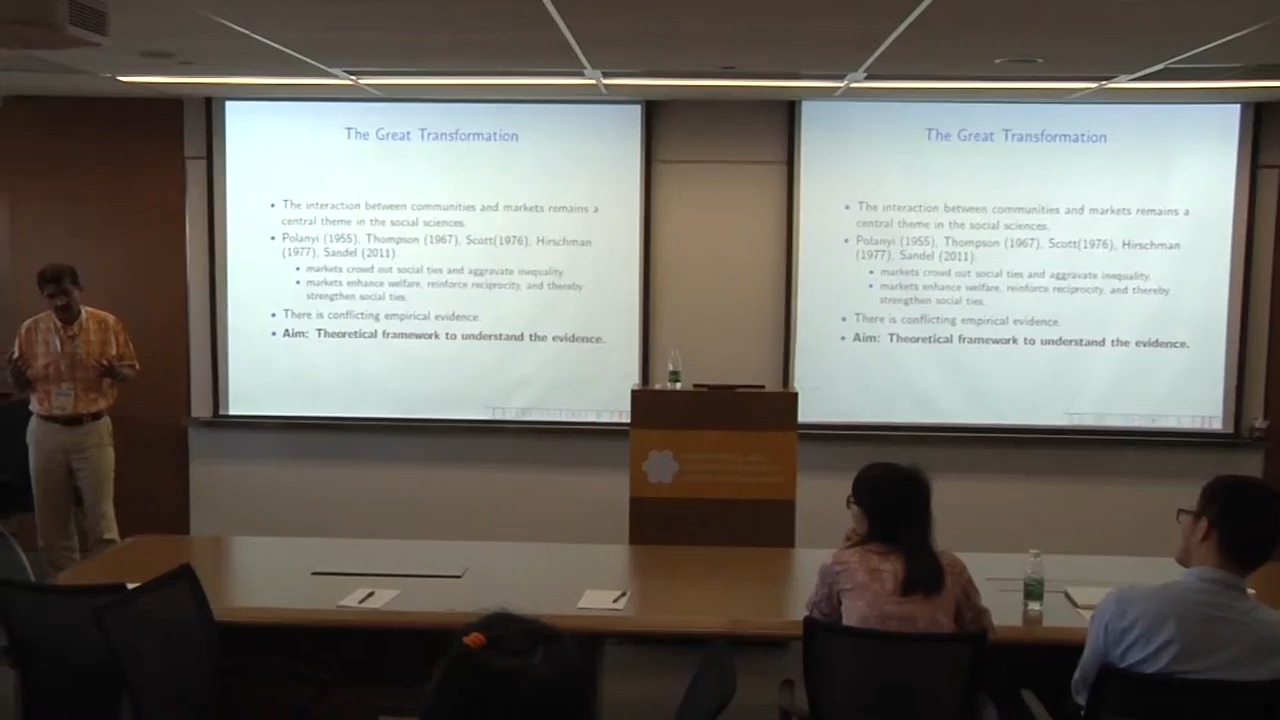 The Great Transformation
• The interaction between communities and markets remains a
central theme in the social sciences.
• Polanyi (1955), Thompson (1967), Scott(1976), Hirschman
(1977), Sandel (2011)
• markets crowd out social ties and aggravate inequality.
• markets enhance welfare, reinforce reciprocity, and thereby
strengthen social ties.
• There is conflicting empirical evidence.
• Aim: Theoretical framework to understand the evidence.
The Great Transformation
• The interaction between communities and markets remains a
central theme in the social sciences.
• Polanyi (1955), Thompson (1967), Scott(1976), Hirschman
(1977), Sandel (2011)
• markets crowd out social ties and aggravate inequality.
• markets enhance welfare, reinforce reciprocity, and thereby
strengthen social ties.
• There is conflicting empirical evidence.
• Aim: Theoretical framework to understand the evidence.